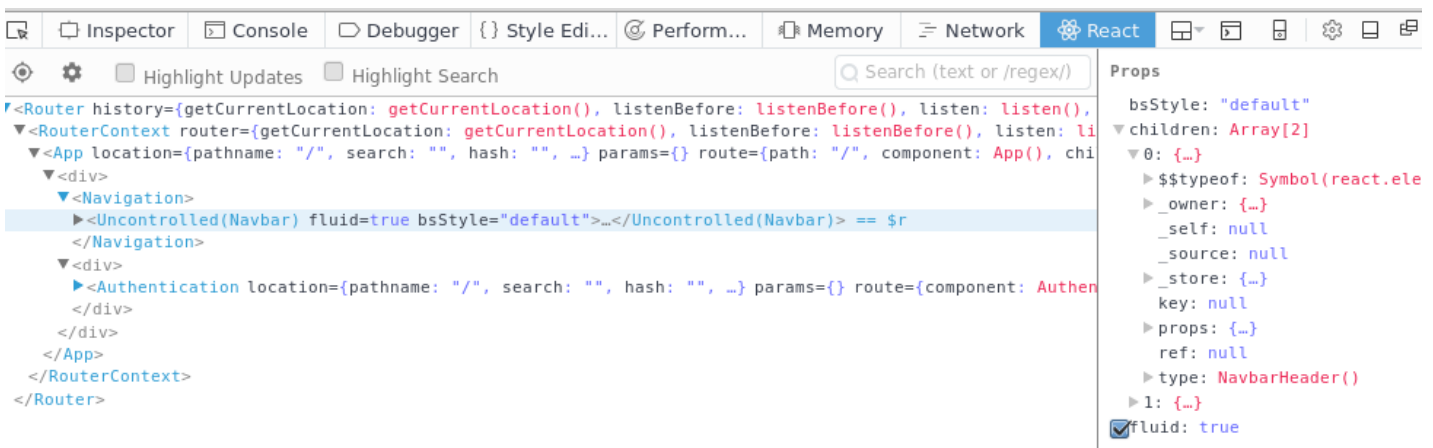 Inspector Console Debugger {} Style Edi... Perform... Memory Network React
Highlight Updates Highlight Search Search (text or /regex/)
▼<Router history={getCurrentLocation: getCurrentLocation(), listenBefore: listenBefore(), listen: listen(),
▼<RouterContext router={getCurrentLocation: getCurrentLocation(), listenBefore: listenBefore(), listen: li
▼<App location={pathname: "/", search: "", hash: "", …} params={} route={path: "/", component: App(), chi
▼<div>
▼<Navigation>
▶<Uncontrolled(Navbar) fluid=true bsStyle="default">…</Uncontrolled(Navbar)> == $r
</Navigation>
▼<div>
▶<Authentication location={pathname: "/", search: "", hash: "", …} params={} route={component: Authen
</div>
</div>
</App>
</RouterContext>
</Router>
Props
bsStyle: "default"
▼children: Array[2]
▼0: {…}
▶$$typeof: Symbol(react.ele
▶_owner: {…}
_self: null
_source: null
▶_store: {…}
key: null
▶props: {…}
ref: null
▶type: NavbarHeader()
▶1: {…}
fluid: true